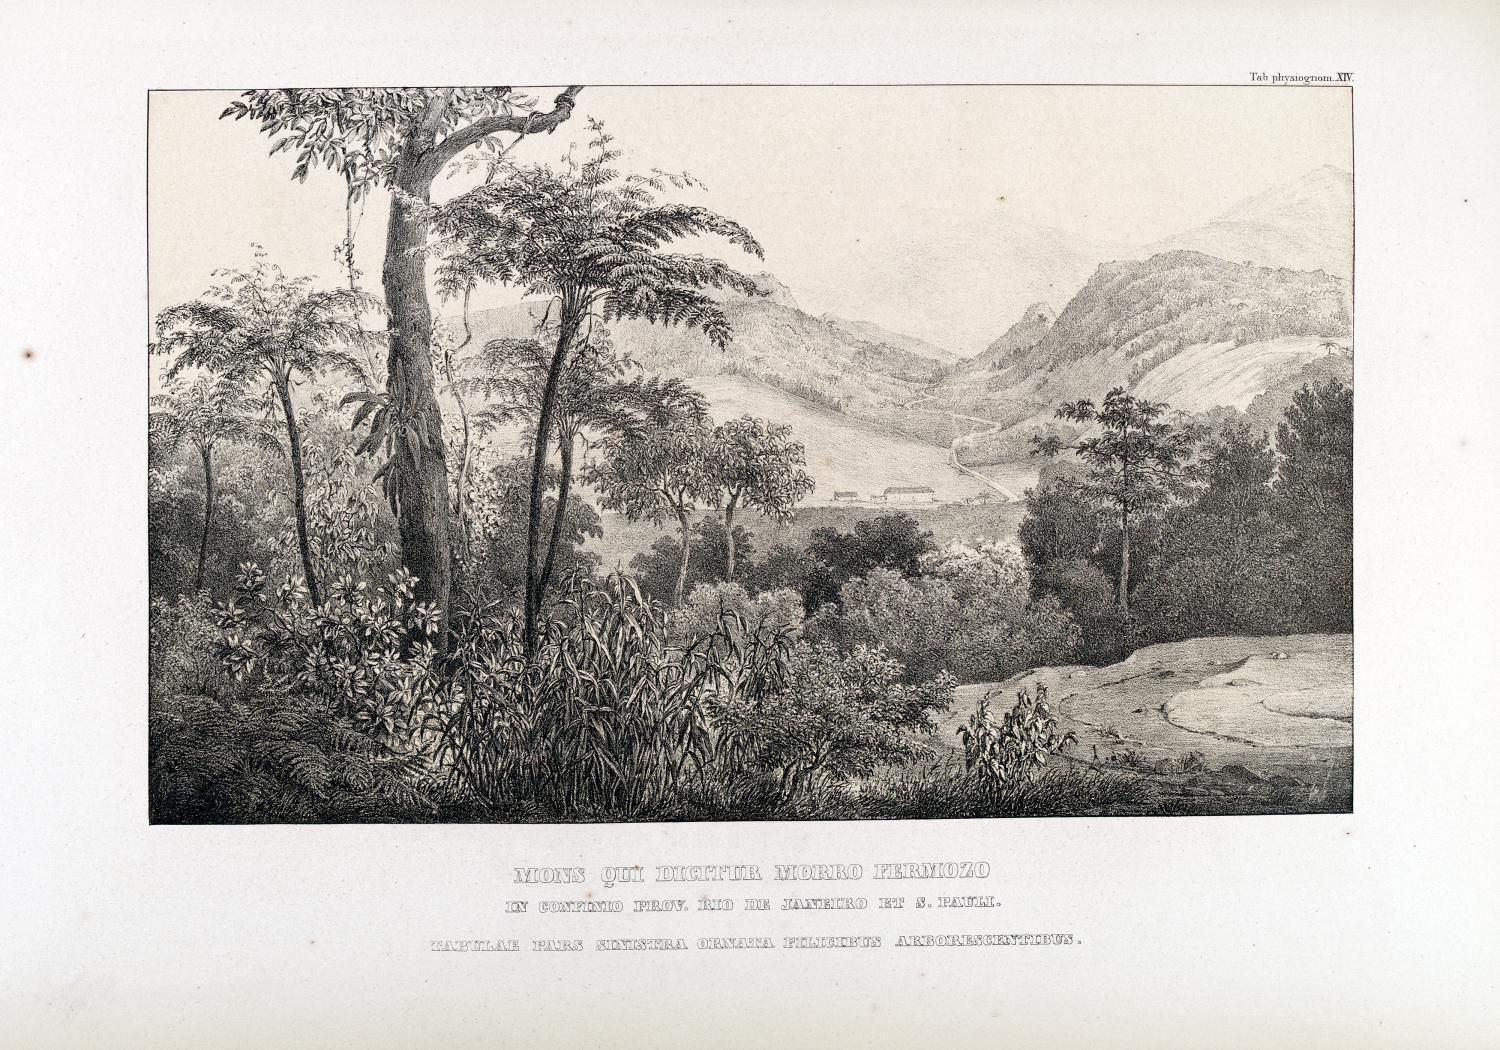 Tab physiognom. XIV.
MONS QUI DICITUR MORRO FERMOZO
IN CONFINIO PROV. RIO DE JANEIRO ET S. PAULI.
TABULAE PARS SINISTRA ORNATA FILICIBUS ARBORESCENTIBUS.